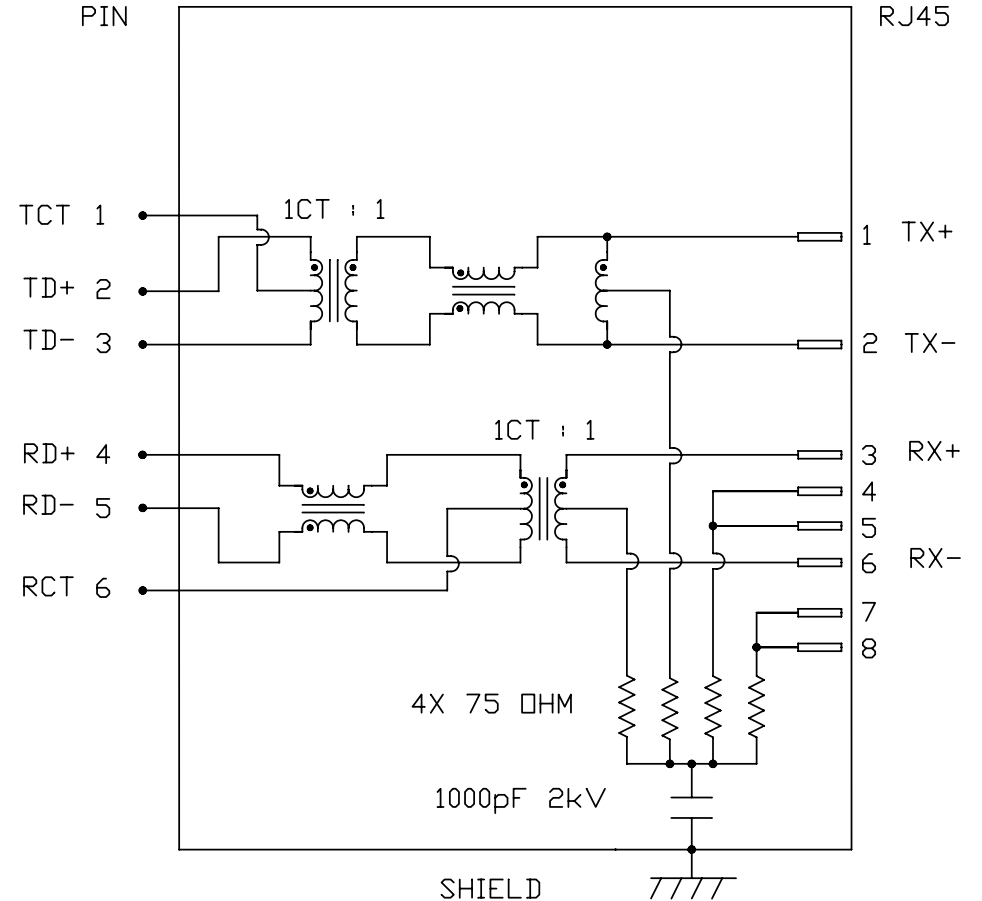 PIN
RJ45
TCT 1
1CT : 1
1 TX+
TD+ 2
TD- 3
2 TX-
1CT : 1
RD+ 4
3 RX+
4
RD- 5
5
6 RX-
RCT 6
7
8
4X 75 OHM
1000pF 2kV
SHIELD